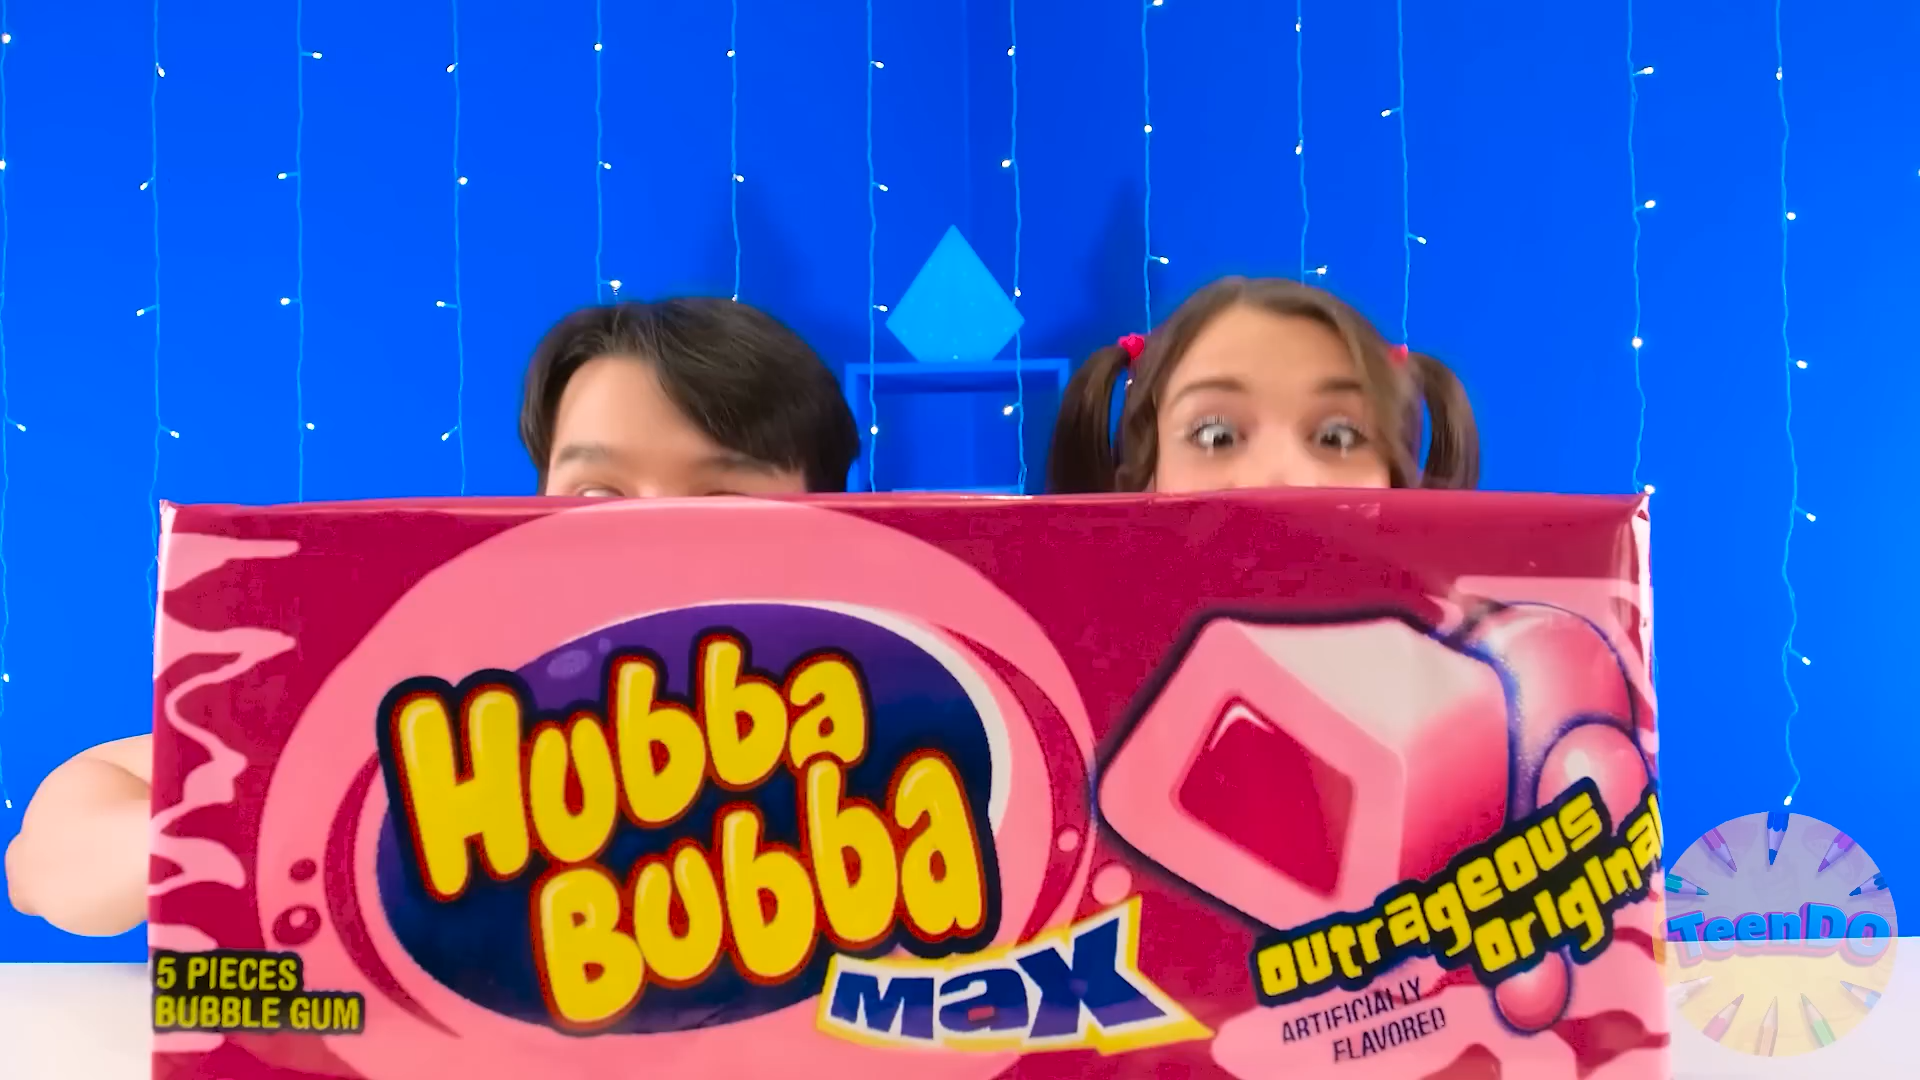 Hubba
Bubba
Max
outrageous
original
5 PIECES
BUBBLE GUM
ARTIFICIALLY
FLAVORED
TeenDO